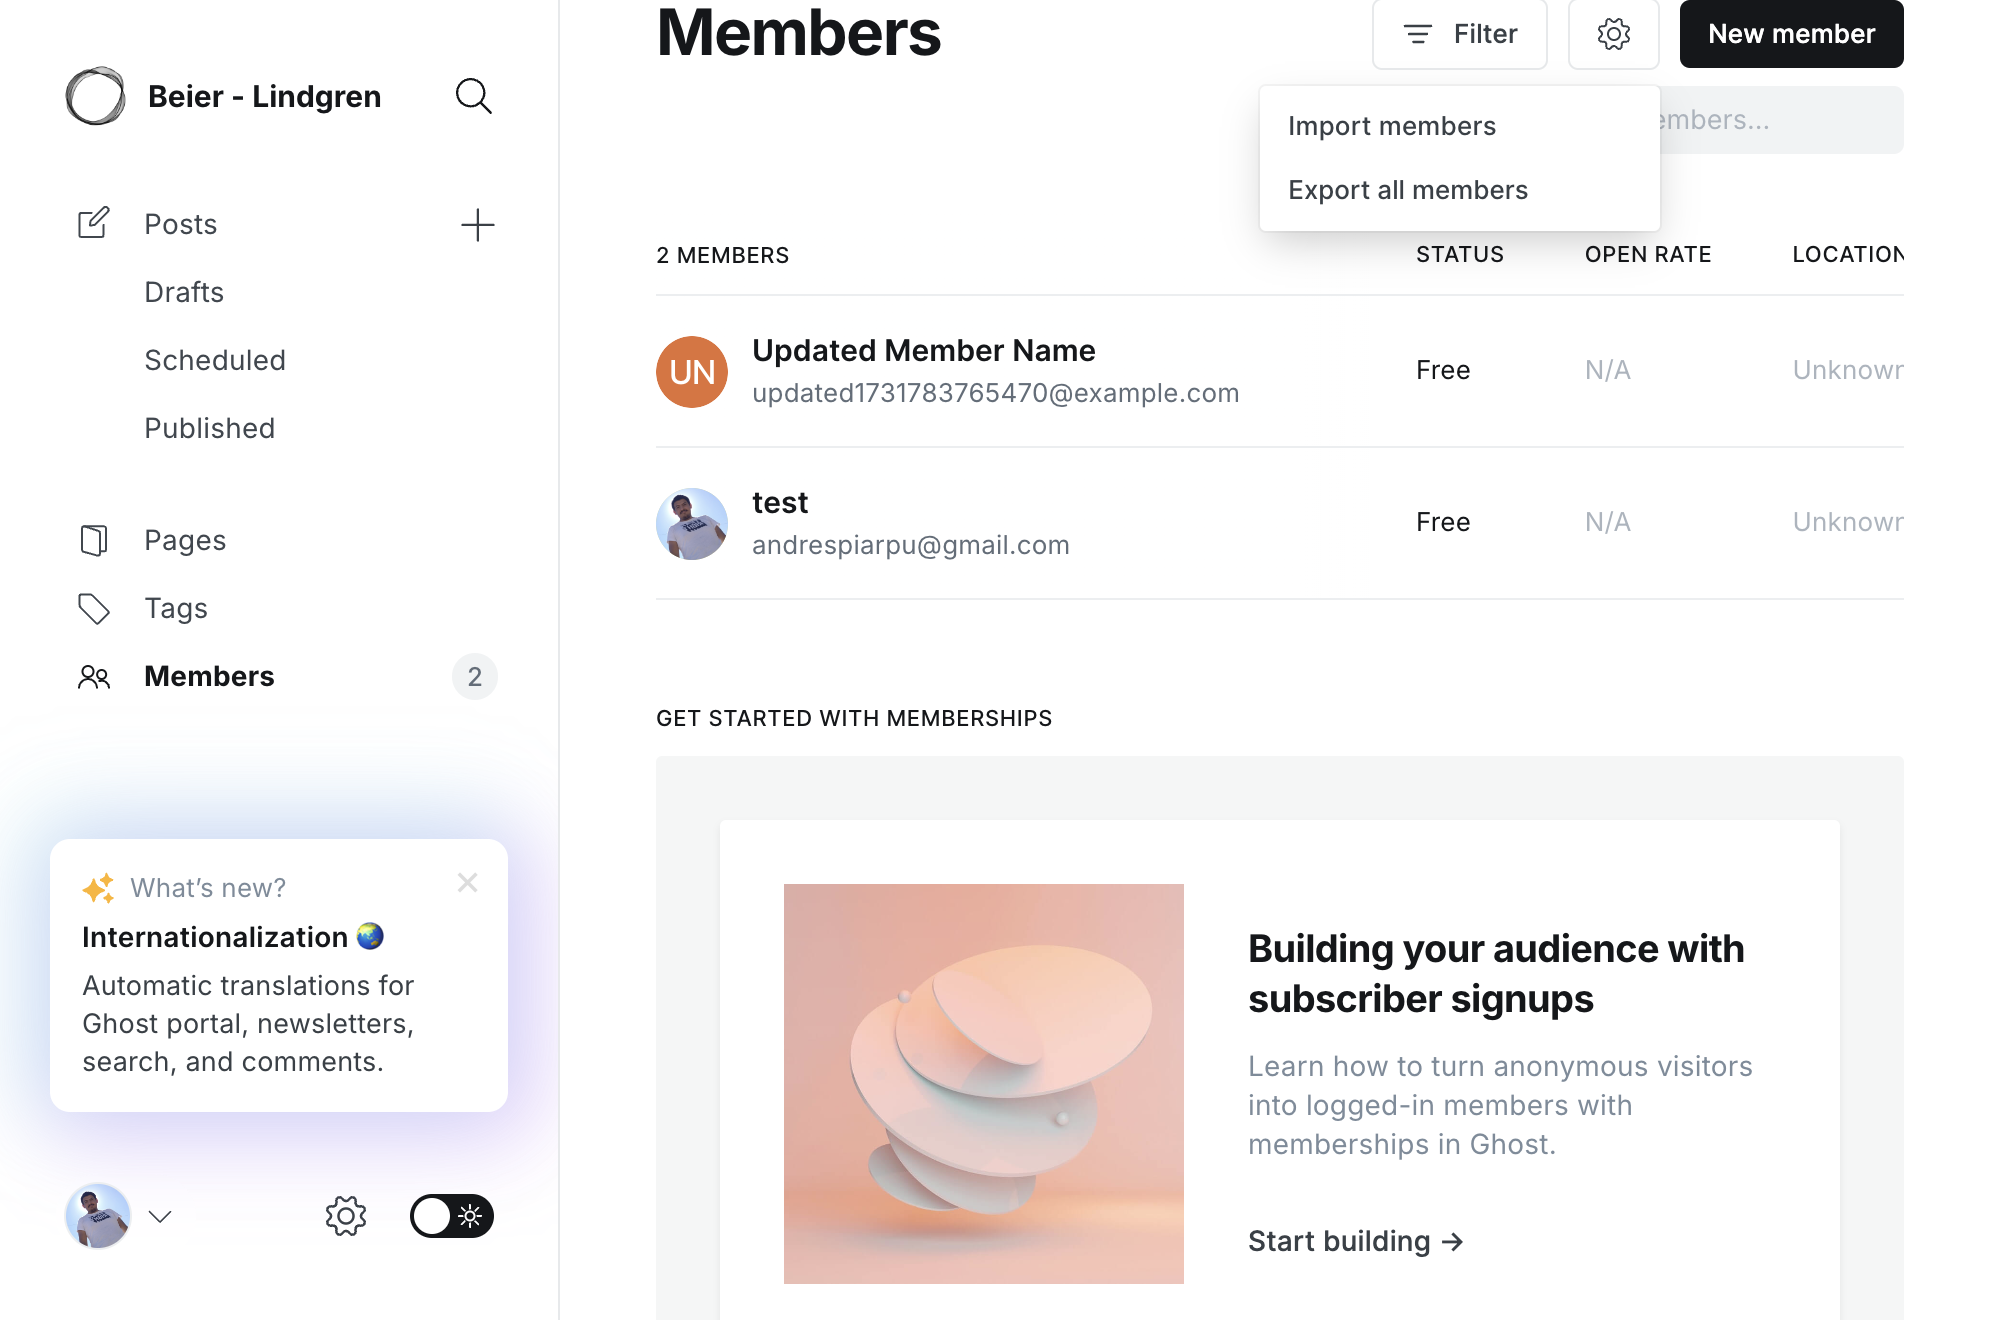 Beier - Lindgren
Posts
Drafts
Scheduled
Published
Pages
Tags
Members
2
What's new?
Internationalization
Automatic translations for
Ghost portal, newsletters,
search, and comments.
Members
Filter
New member
Import members
Export all members
embers...
2 MEMBERS
STATUS
OPEN RATE
LOCATION
UN
Updated Member Name
updated1731783765470@example.com
Free
N/A
Unknown
test
andrespiarpu@gmail.com
Free
N/A
Unknown
GET STARTED WITH MEMBERSHIPS
Building your audience with
subscriber signups
Learn how to turn anonymous visitors
into logged-in members with
memberships in Ghost.
Start building →